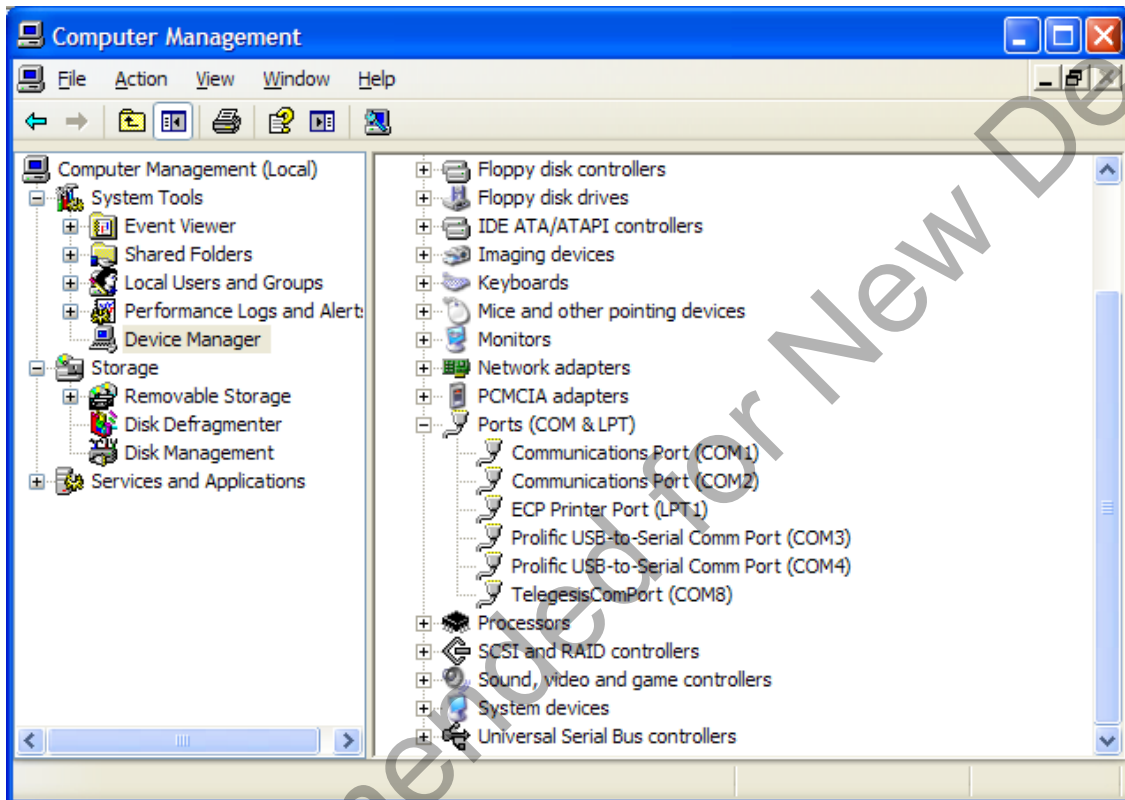 Computer Management
File Action View Window Help
Computer Management (Local)
System Tools
Event Viewer
Shared Folders
Local Users and Groups
Performance Logs and Alert
Device Manager
Storage
Removable Storage
Disk Defragmenter
Disk Management
Services and Applications
Floppy disk controllers
Floppy disk drives
IDE ATA/ATAPI controllers
Imaging devices
Keyboards
Mice and other pointing devices
Monitors
Network adapters
PCMCIA adapters
Ports (COM & LPT)
Communications Port (COM1)
Communications Port (COM2)
ECP Printer Port (LPT1)
Prolific USB-to-Serial Comm Port (COM3)
Prolific USB-to-Serial Comm Port (COM4)
TelegesisComPort (COM8)
Processors
SCSI and RAID controllers
Sound, video and game controllers
System devices
Universal Serial Bus controllers
for New